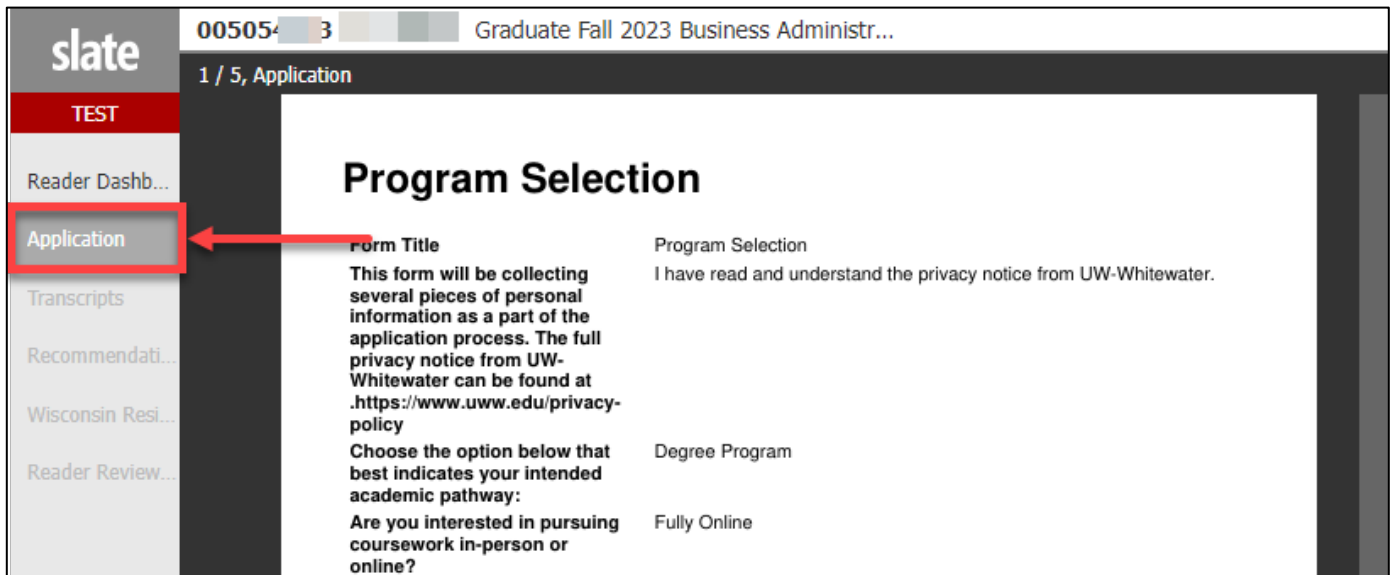 slate
TEST
Reader Dashb...
Application
Transcripts
Recommendati...
Wisconsin Resi...
Reader Review...
Graduate Fall 2023 Business Administr...
1 / 5, Application
Program Selection
Form Title Program Selection
This form will be collecting I have read and understand the privacy notice from UW-Whitewater.
several pieces of personal
information as a part of the
application process. The full
privacy notice from UW-
Whitewater can be found at
.https://www.uww.edu/privacy-
policy
Choose the option below that Degree Program
best indicates your intended
academic pathway:
Are you interested in pursuing Fully Online
coursework in-person or
online?